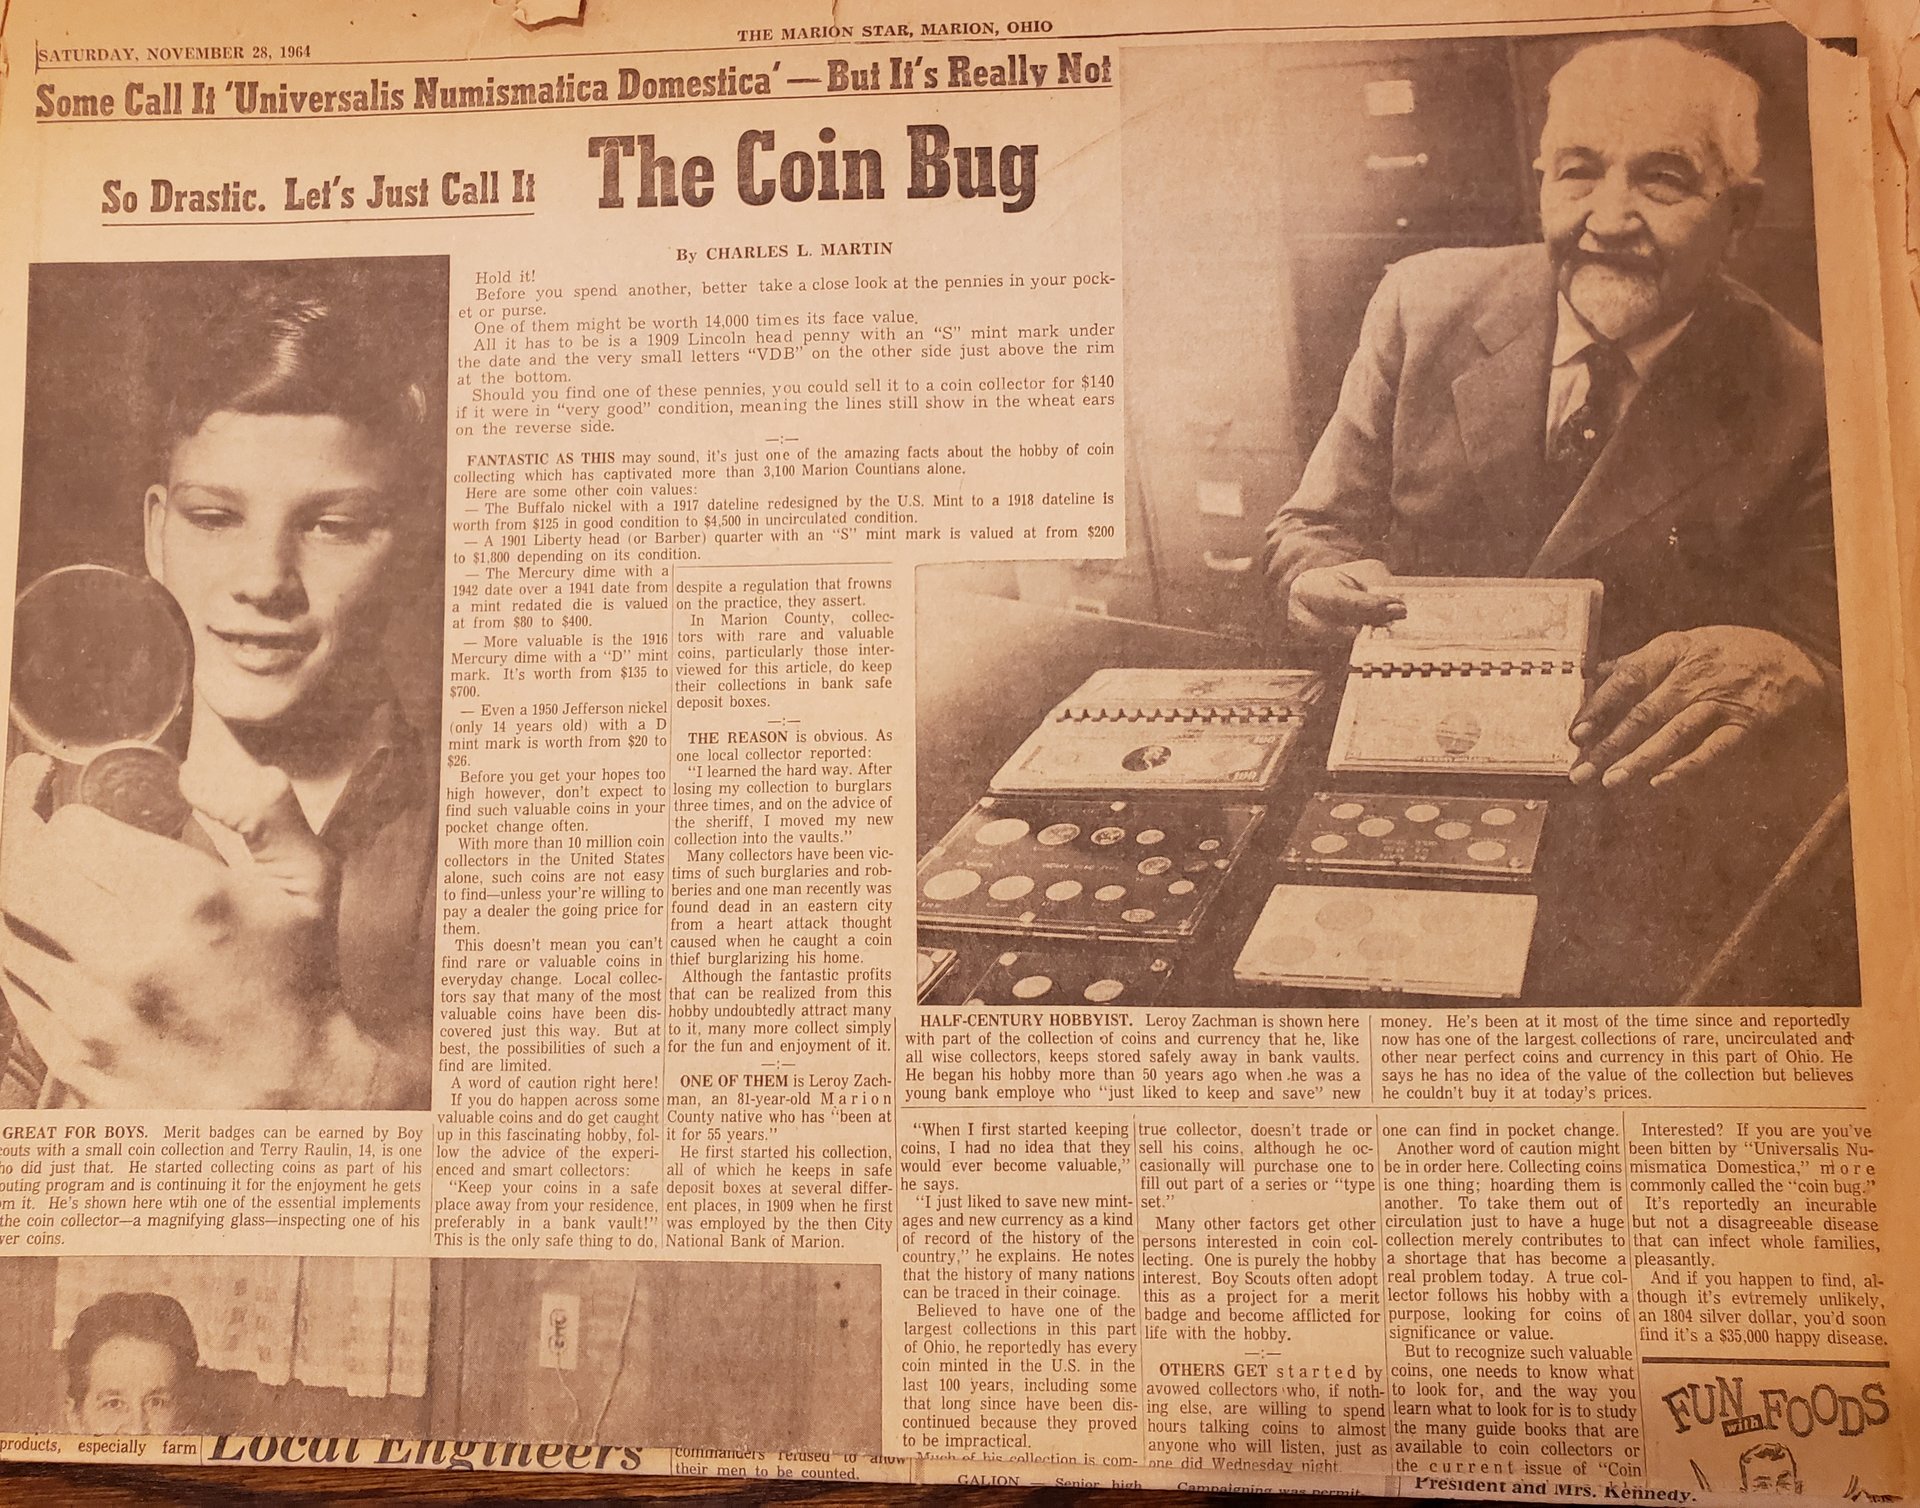 SATURDAY, NOVEMBER 28, 1964
THE MARION STAR, MARION, OHIO
Some Call It 'Universalis Numismatica Domestica' — But It's Really Not
So Drastic. Let's Just Call It
The Coin Bug
By CHARLES L. MARTIN
Hold it!
Before you spend another, better take a close look at the pennies in your pock-
et or purse.
One of them might be worth 14,000 times its face value.
All it has to be is a 1909 Lincoln head penny with an "S" mint mark under
the date and the very small letters "VDB" on the other side just above the rim
at the bottom.
Should you find one of these pennies, you could sell it to a coin collector for $140
if it were in "very good" condition, meaning the lines still show in the wheat ears
on the reverse side.
—:—
FANTASTIC AS THIS may sound, it's just one of the amazing facts about the hobby of coin
collecting which has captivated more than 3,100 Marion Countians alone.
Here are some other coin values:
— The Buffalo nickel with a 1917 dateline redesigned by the U.S. Mint to a 1918 dateline is
worth from $125 in good condition to $4,500 in uncirculated condition.
— A 1901 Liberty head (or Barber) quarter with an "S" mint mark is valued at from $200
to $1,800 depending on its condition.
— The Mercury dime with a
1942 date over a 1941 date from
a mint redated die is valued
at from $80 to $400.
— More valuable is the 1916
Mercury dime with a "D" mint
mark. It's worth from $135 to
$700.
— Even a 1950 Jefferson nickel
(only 14 years old) with a D
mint mark is worth from $20 to
$26.
Before you get your hopes too
high however, don't expect to
find such valuable coins in your
pocket change often.
With more than 10 million coin
collectors in the United States
alone, such coins are not easy
to find—unless your're willing to
pay a dealer the going price for
them.
This doesn't mean you can't
find rare or valuable coins in
everyday change. Local collec-
tors say that many of the most
valuable coins have been dis-
covered just this way. But at
best, the possibilities of such a
find are limited.
A word of caution right here!
If you do happen across some
valuable coins and do get caught
up in this fascinating hobby, fol-
low the advice of the experi-
enced and smart collectors:
"Keep your coins in a safe
place away from your residence,
preferably in a bank vault!"
This is the only safe thing to do,
despite a regulation that frowns
on the practice, they assert.
In Marion County, collec-
tors with rare and valuable
coins, particularly those inter-
viewed for this article, do keep
their collections in bank safe
deposit boxes.
—:—
THE REASON is obvious. As
one local collector reported:
"I learned the hard way. After
losing my collection to burglars
three times, and on the advice of
the sheriff, I moved my new
collection into the vaults."
Many collectors have been vic-
tims of such burglaries and rob-
beries and one man recently was
found dead in an eastern city
from a heart attack thought
caused when he caught a coin
thief burglarizing his home.
Although the fantastic profits
that can be realized from this
hobby undoubtedly attract many
to it, many more collect simply
for the fun and enjoyment of it.
—:—
ONE OF THEM is Leroy Zach-
man, an 81-year-old Marion
County native who has "been at
it for 55 years."
He first started his collection,
all of which he keeps in safe
deposit boxes at several differ-
ent places, in 1909 when he first
was employed by the then City
National Bank of Marion.
HALF-CENTURY HOBBYIST. Leroy Zachman is shown here
with part of the collection of coins and currency that he, like
all wise collectors, keeps stored safely away in bank vaults.
He began his hobby more than 50 years ago when he was a
young bank employe who "just liked to keep and save" new
money. He's been at it most of the time since and reportedly
now has one of the largest collections of rare, uncirculated and
other near perfect coins and currency in this part of Ohio. He
says he has no idea of the value of the collection but believes
he couldn't buy it at today's prices.
GREAT FOR BOYS. Merit badges can be earned by Boy
outs with a small coin collection and Terry Raulin, 14, is one
ho did just that. He started collecting coins as part of his
outing program and is continuing it for the enjoyment he gets
om it. He's shown here wtih one of the essential implements
the coin collector—a magnifying glass—inspecting one of his
ver coins.
"When I first started keeping
coins, I had no idea that they
would ever become valuable,"
he says.
"I just liked to save new mint-
ages and new currency as a kind
of record of the history of the
country," he explains. He notes
that the history of many nations
can be traced in their coinage.
Believed to have one of the
largest collections in this part
of Ohio, he reportedly has every
coin minted in the U.S. in the
last 100 years, including some
that long since have been dis-
continued because they proved
to be impractical.
Much of his collection is com-
true collector, doesn't trade or
sell his coins, although he oc-
casionally will purchase one to
fill out part of a series or "type
set."
Many other factors get other
persons interested in coin col-
lecting. One is purely the hobby
interest. Boy Scouts often adopt
this as a project for a merit
badge and become afflicted for
life with the hobby.
—:—
OTHERS GET started by
avowed collectors who, if noth-
ing else, are willing to spend
hours talking coins to almost
anyone who will listen, just as
one did Wednesday night.
one can find in pocket change.
Another word of caution might
be in order here. Collecting coins
is one thing; hoarding them is
another. To take them out of
circulation just to have a huge
collection merely contributes to
a shortage that has become a
real problem today. A true col-
lector follows his hobby with a
purpose, looking for coins of
significance or value.
But to recognize such valuable
coins, one needs to know what
to look for, and the way you
learn what to look for is to study
the many guide books that are
available to coin collectors or
the current issue of "Coin
Interested? If you are you've
been bitten by "Universalis Nu-
mismatica Domestica," more
commonly called the "coin bug."
It's reportedly an incurable
but not a disagreeable disease
that can infect whole families,
pleasantly.
And if you happen to find, al-
though it's evtremely unlikely,
an 1804 silver dollar, you'd soon
find it's a $35,000 happy disease.
FUN with FOODS
products, especially farm
Local Engineers
commanders refused to allow
their men to be counted.
GALION — Senior high
Campaigning was permit-
President and Mrs. Kennedy.